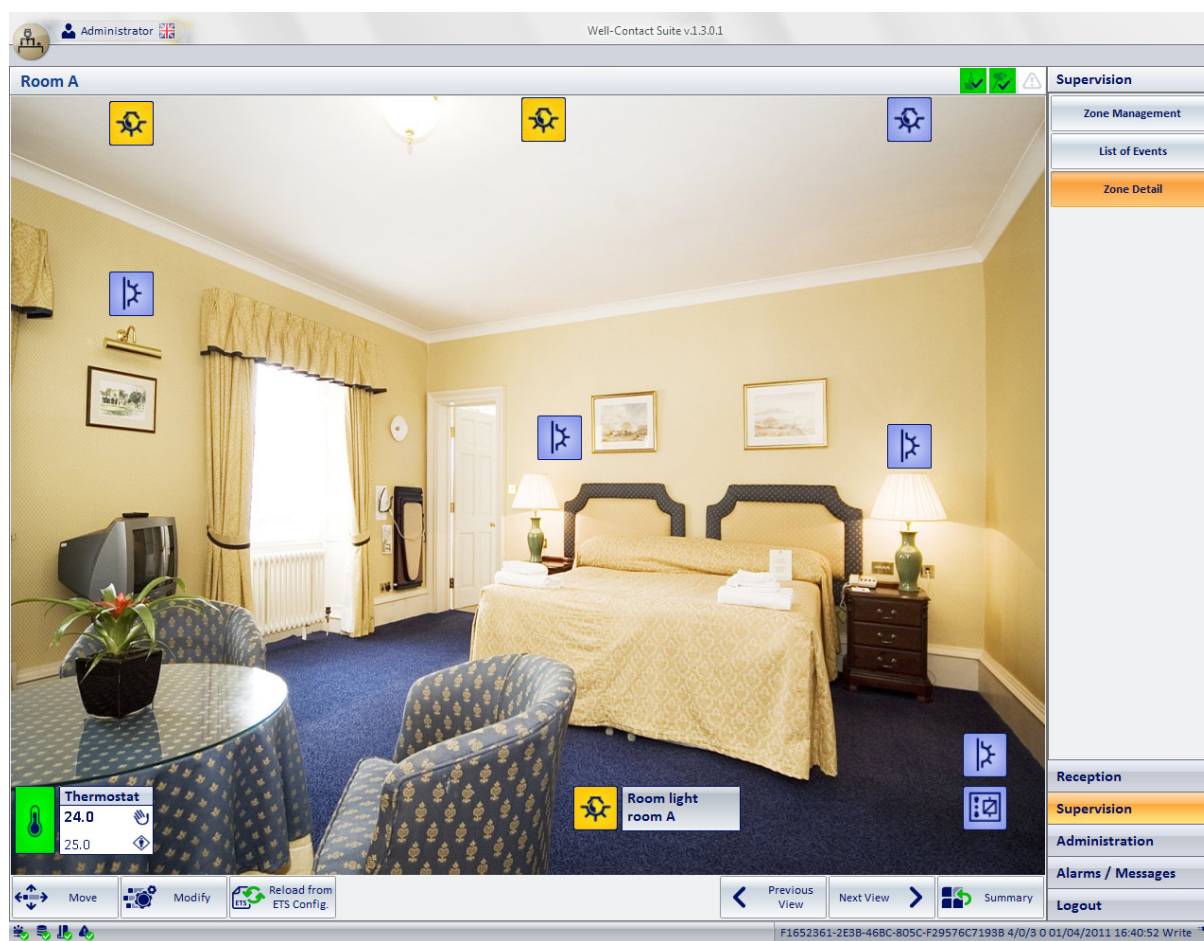 Administrator
Well-Contact Suite v.1.3.0.1
Room A
Supervision
Zone Management
List of Events
Zone Detail
Thermostat
24.0
25.0
Room light
room A
Reception
Supervision
Administration
Alarms / Messages
Logout
Move
Modify
ETS
Reload from
ETS Config.
Previous
View
Next View
Summary
F1652361-2E3B-46BC-805C-F29576C7193B 4/0/3 0 01/04/2011 16:40:52 Write